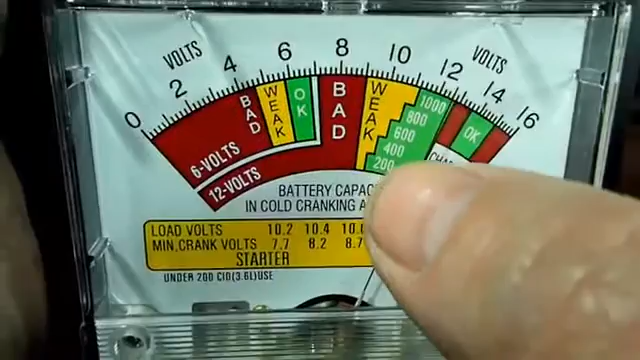 VOLTS VOLTS
0 2 4 6 8 10 12 14 16
BAD WEAK OK BAD WEAK 1000 OK
800
600
400
200
6-VOLTS
12-VOLTS
BATTERY
IN COLD CRANKING
LOAD VOLTS 10.2 10.4
MIN. CRANK VOLTS 7.7 8.2 8.7
STARTER
UNDER 200 CID(3.6L)USE